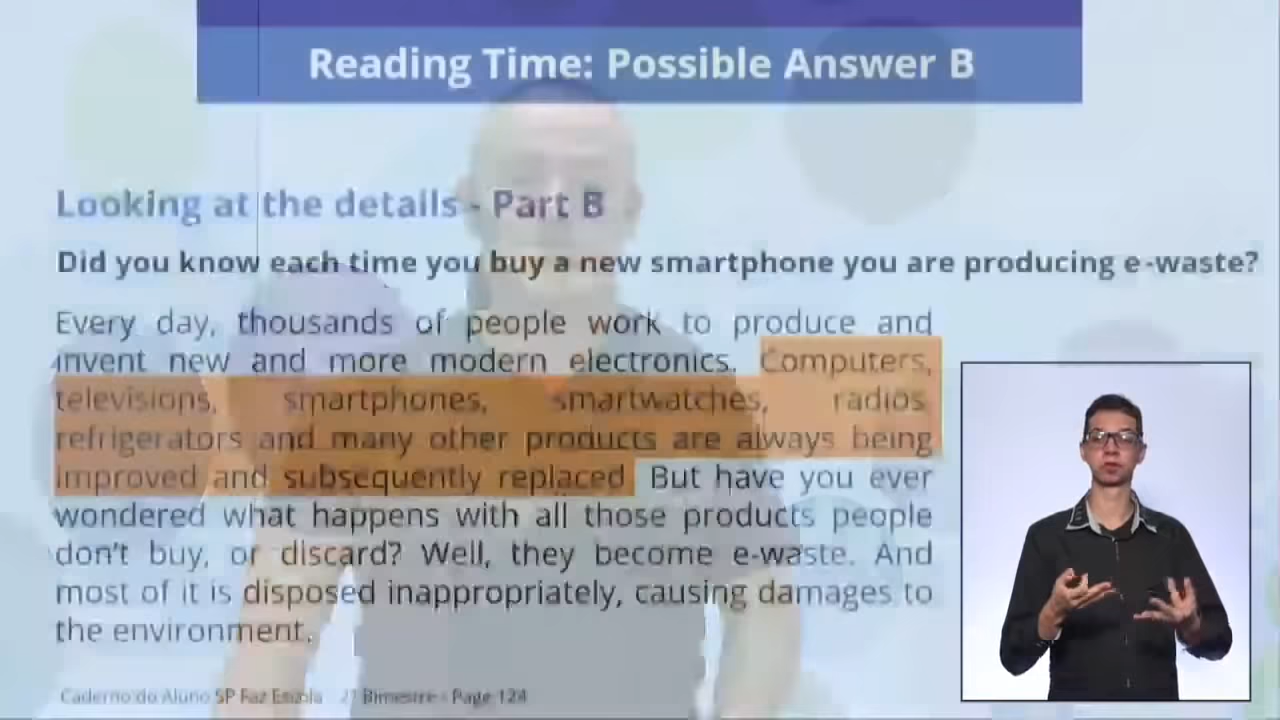 Reading Time: Possible Answer B
Looking at the details - Part B
Did you know each time you buy a new smartphone you are producing e-waste?
Every day, thousands of people work to produce and
invent new and more modern electronics. Computers,
televisions, smartphones, smartwatches, radios,
refrigerators and many other products are always being
improved and subsequently replaced. But have you ever
wondered what happens with all those products people
don't buy, or discard? Well, they become e-waste. And
most of it is disposed inappropriately, causing damages to
the environment.
Caderno do Aluno SP Faz Escola Bimestre - Page 124